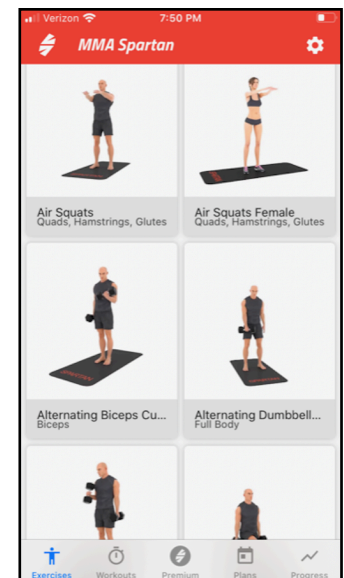 Verizon 7:50 PM
MMA Spartan
Air Squats
Quads, Hamstrings, Glutes
Air Squats Female
Quads, Hamstrings, Glutes
SPARTAN
Alternating Biceps Cu...
Biceps
Alternating Dumbbell...
Full Body
Exercises Workouts Premium Plans Progress